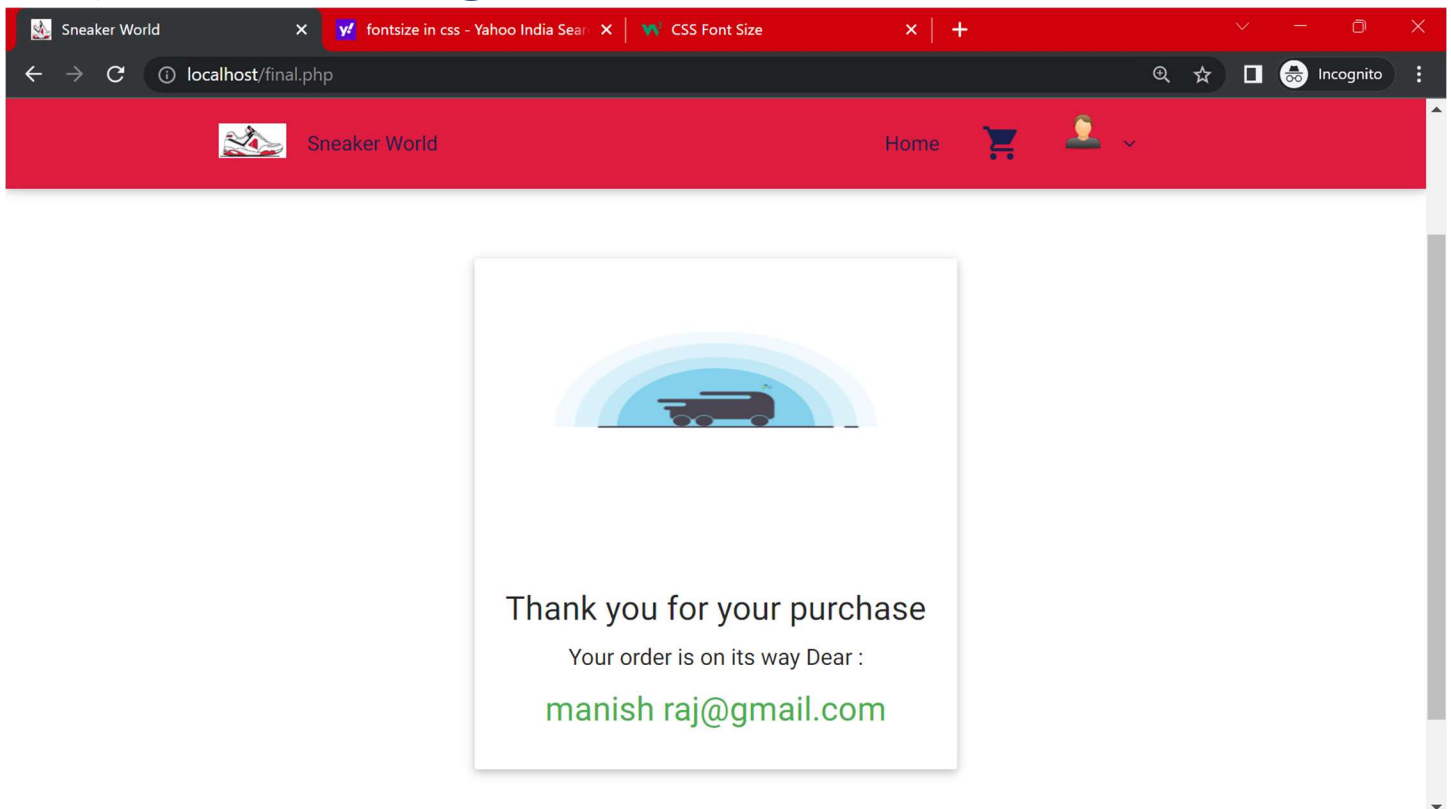 Sneaker World
fontsize in css - Yahoo India Sear
CSS Font Size
localhost/final.php
Incognito
Sneaker World
Home
Thank you for your purchase
Your order is on its way Dear :
manish raj@gmail.com